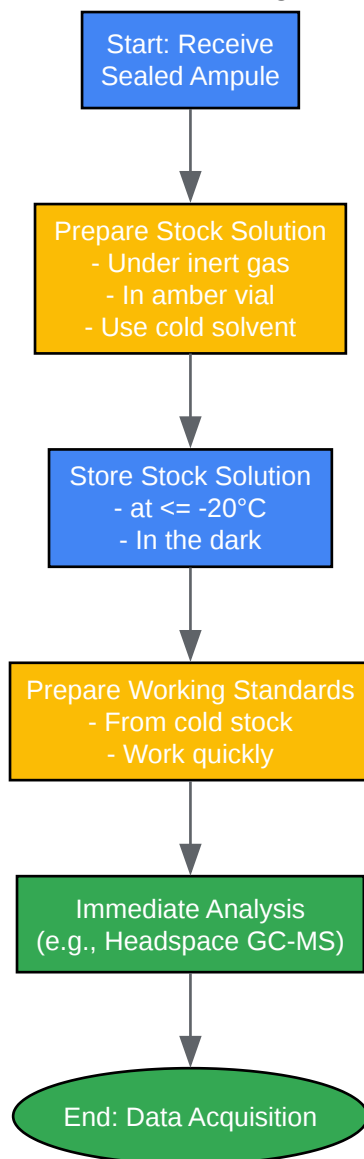 Start: Receive
Sealed Ampule
Prepare Stock Solution
- Under inert gas
- In amber vial
- Use cold solvent
Store Stock Solution
- at <= -20°C
- In the dark
Prepare Working Standards
- From cold stock
- Work quickly
Immediate Analysis
(e.g., Headspace GC-MS)
End: Data Acquisition